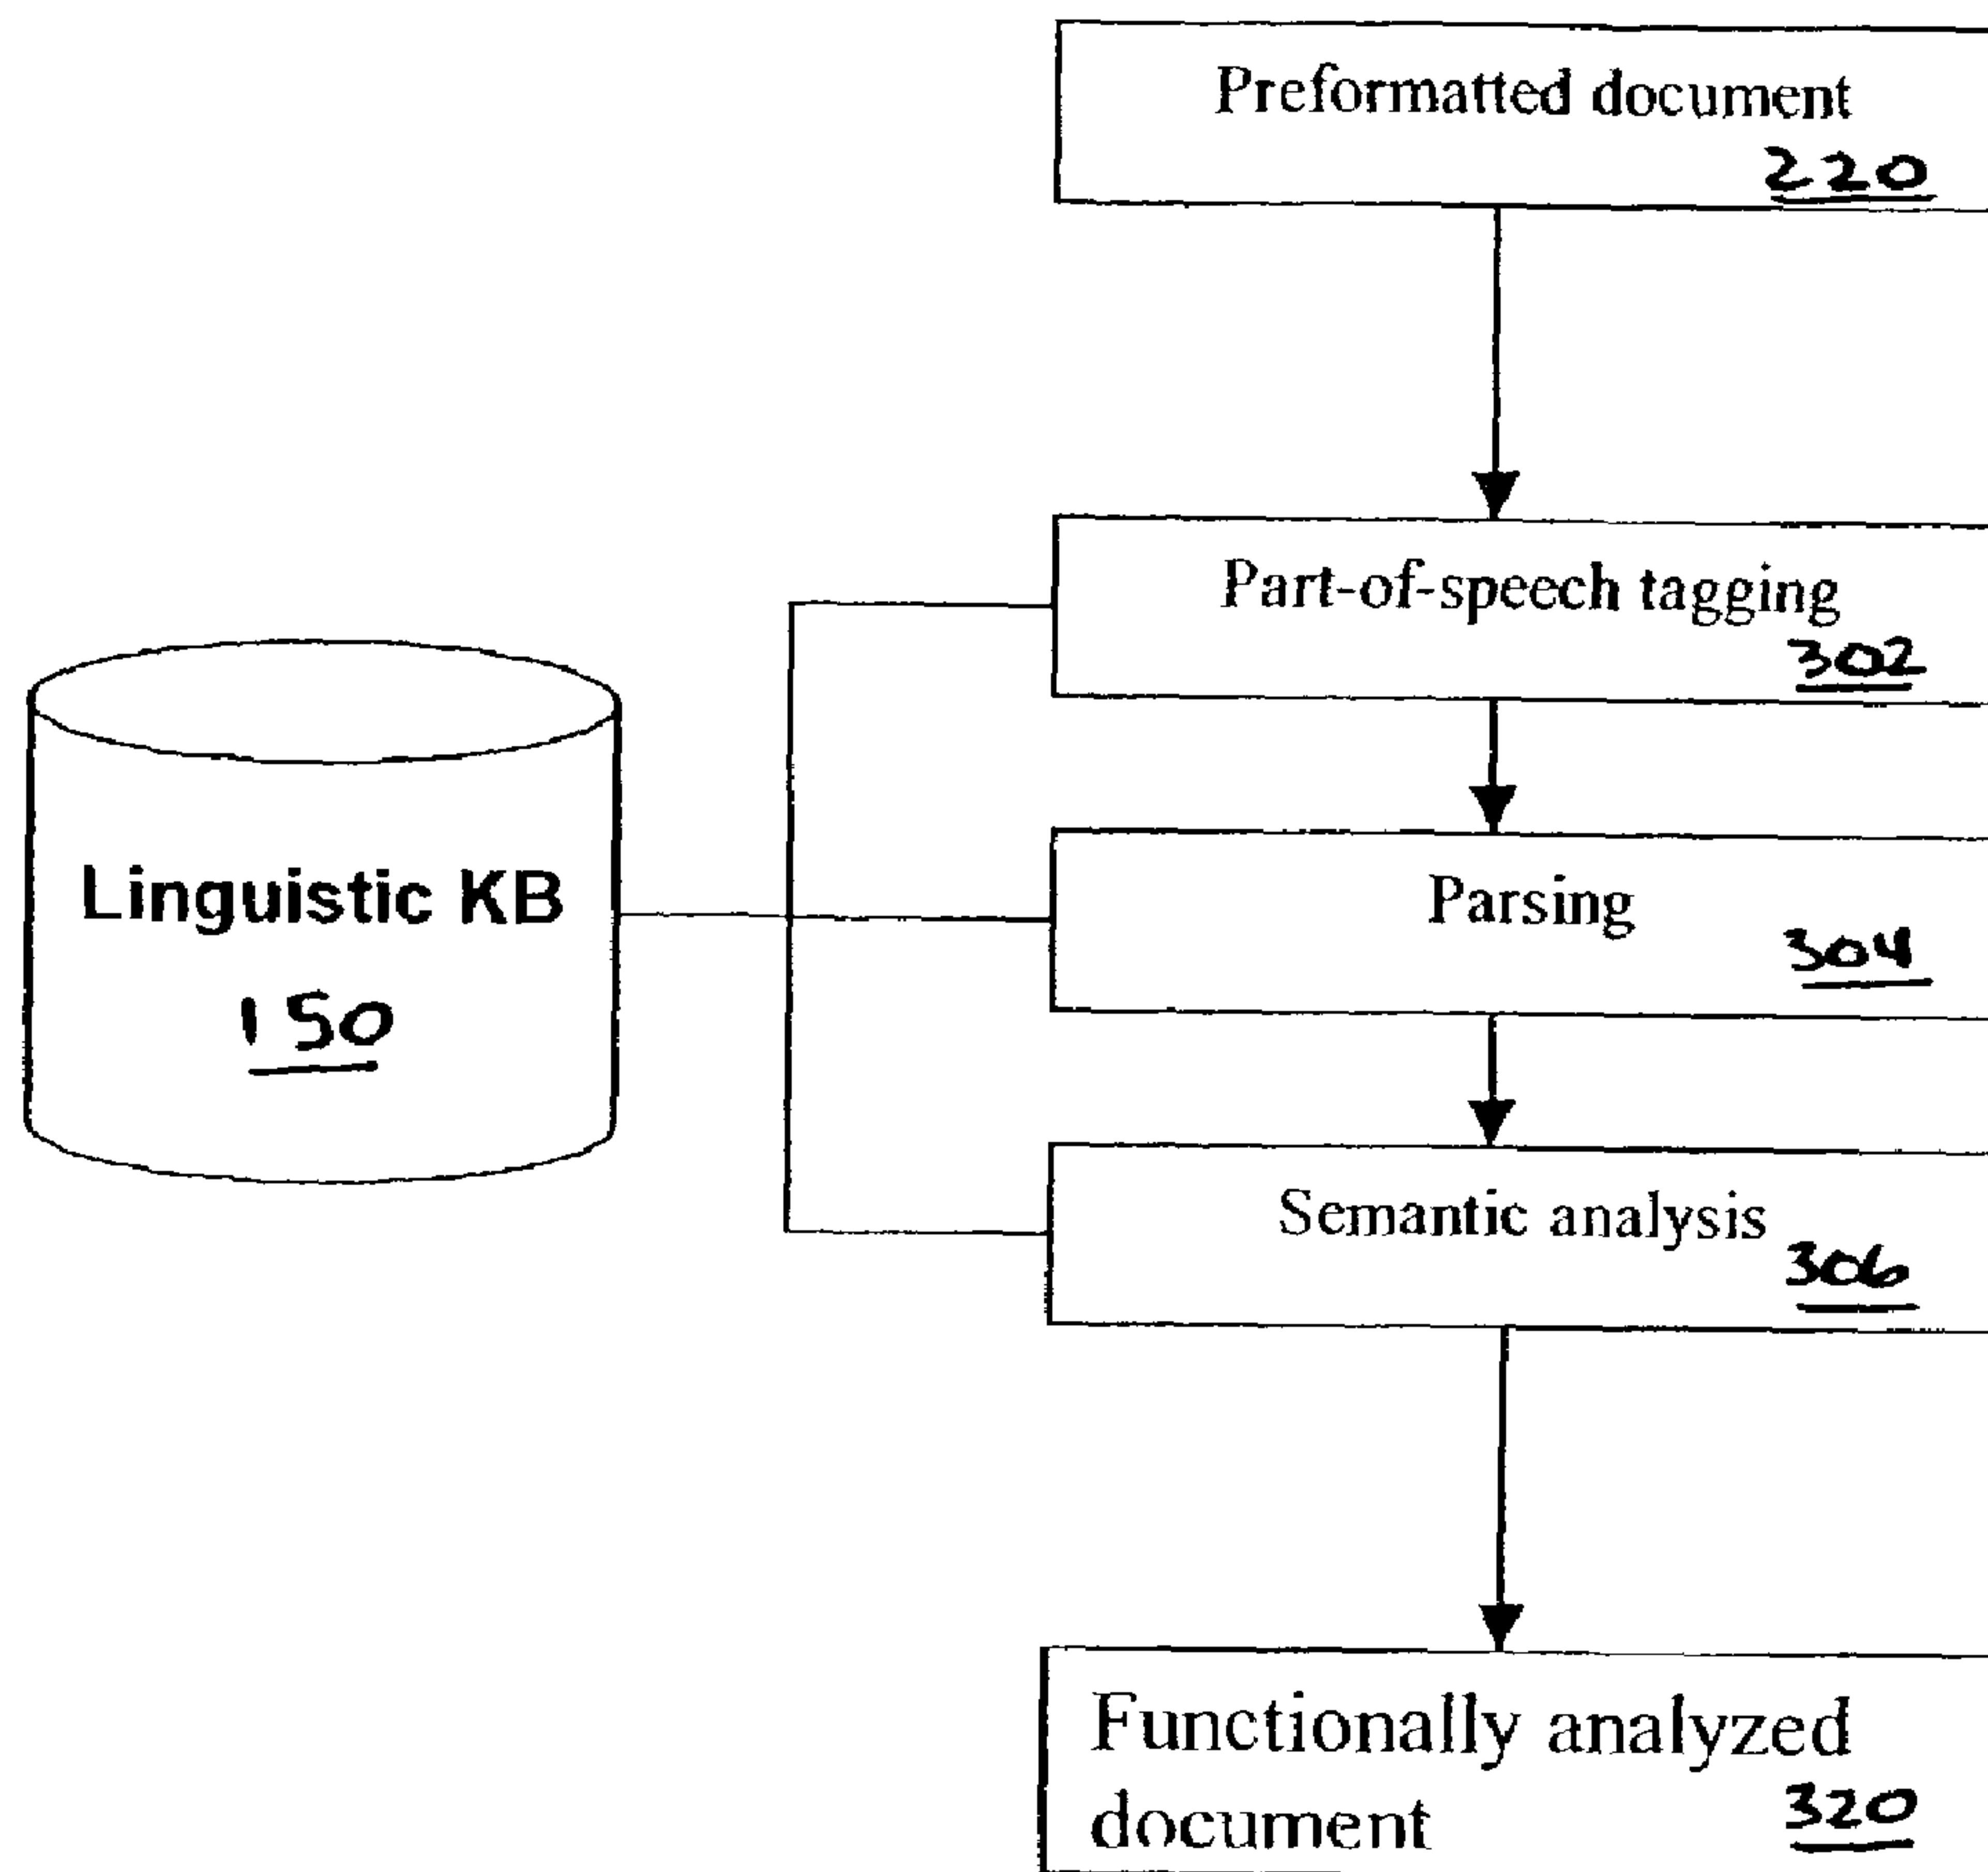 Preformatted document
220
Part-of-speech tagging
302
Linguistic KB
150
Parsing
304
Semantic analysis
306
Functionally analyzed
document
320